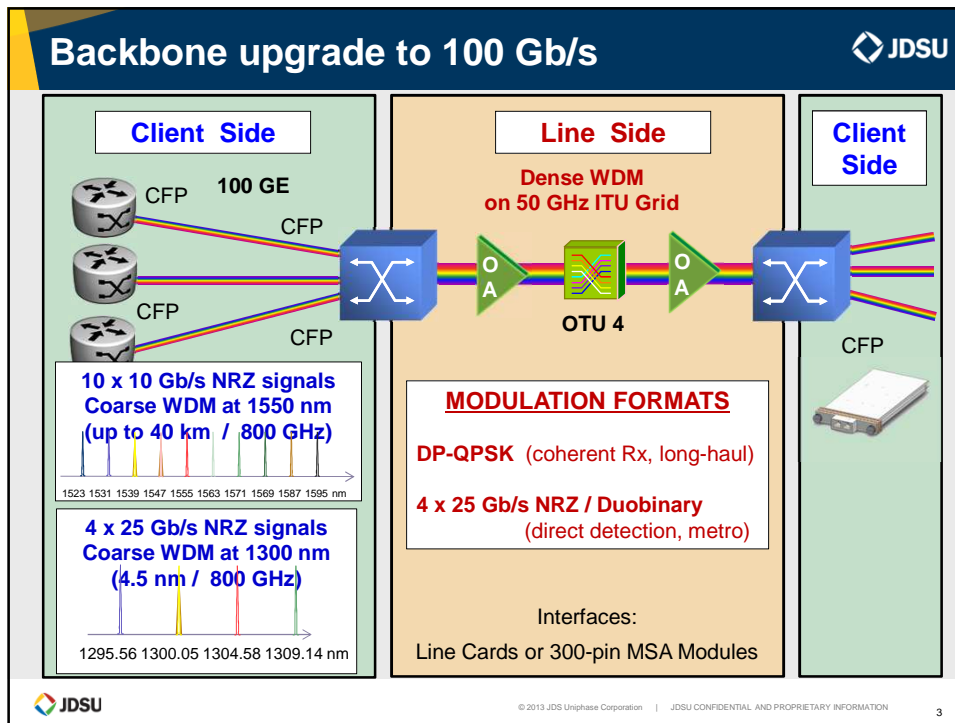 Backbone upgrade to 100 Gb/s
JDSU
Client Side
100 GE
CFP
CFP
CFP
CFP
10 x 10 Gb/s NRZ signals
Coarse WDM at 1550 nm
(up to 40 km / 800 GHz)
1523 1531 1539 1547 1555 1563 1571 1569 1587 1595 nm
4 x 25 Gb/s NRZ signals
Coarse WDM at 1300 nm
(4.5 nm / 800 GHz)
1295.56 1300.05 1304.58 1309.14 nm
Line Side
Dense WDM
on 50 GHz ITU Grid
O
A
O
A
OTU 4
MODULATION FORMATS
DP-QPSK (coherent Rx, long-haul)
4 x 25 Gb/s NRZ / Duobinary
(direct detection, metro)
Interfaces:
Line Cards or 300-pin MSA Modules
Client
Side
CFP
JDSU
© 2013 JDS Uniphase Corporation | JDSU CONFIDENTIAL AND PROPRIETARY INFORMATION
3